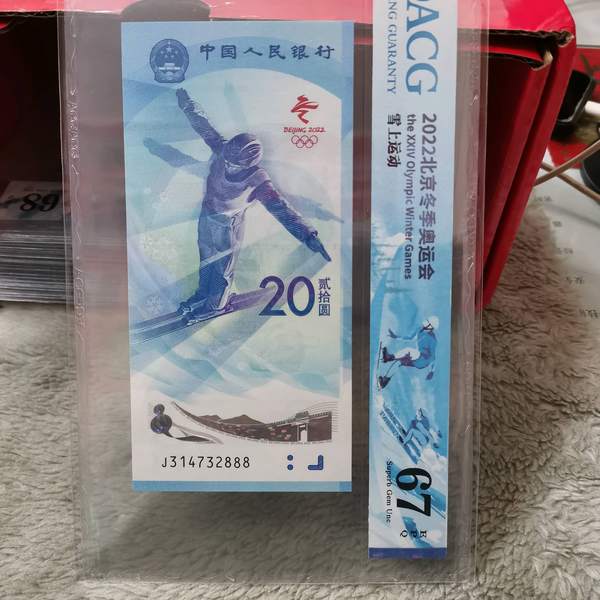 中国人民银行
BEIJING 2022
20
贰拾圆
J314732888
ACG
NG GUARANTY
2022北京冬季奥运会
the XXIV Olympic Winter Games
雪上运动
67
EPQ
Superb Gem Unc
68